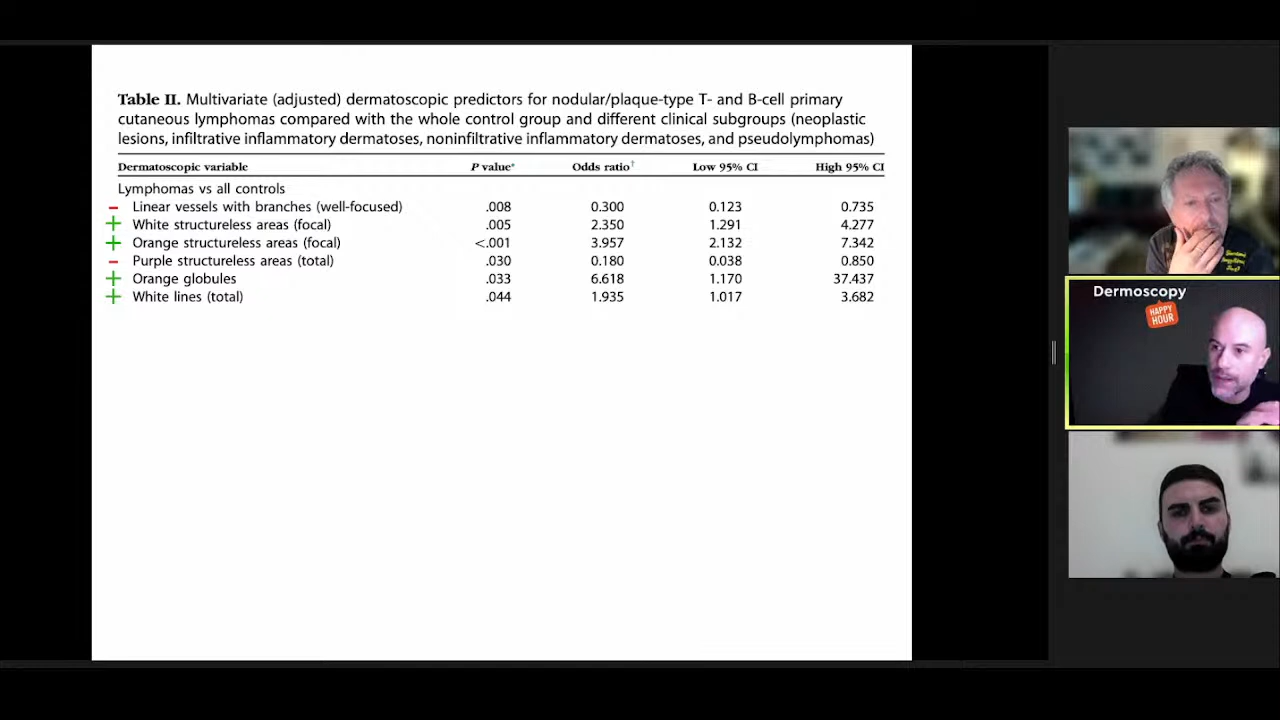 Table II. Multivariate (adjusted) dermatoscopic predictors for nodular/plaque-type T- and B-cell primary
cutaneous lymphomas compared with the whole control group and different clinical subgroups (neoplastic
lesions, infiltrative inflammatory dermatoses, noninfiltrative inflammatory dermatoses, and pseudolymphomas)
Dermatoscopic variable P value* Odds ratio† Low 95% CI High 95% CI
Lymphomas vs all controls
- Linear vessels with branches (well-focused) .008 0.300 0.123 0.735
+ White structureless areas (focal) .005 2.350 1.291 4.277
+ Orange structureless areas (focal) <.001 3.957 2.132 7.342
- Purple structureless areas (total) .030 0.180 0.038 0.850
+ Orange globules .033 6.618 1.170 37.437
+ White lines (total) .044 1.935 1.017 3.682
Dermoscopy
HAPPY
HOUR